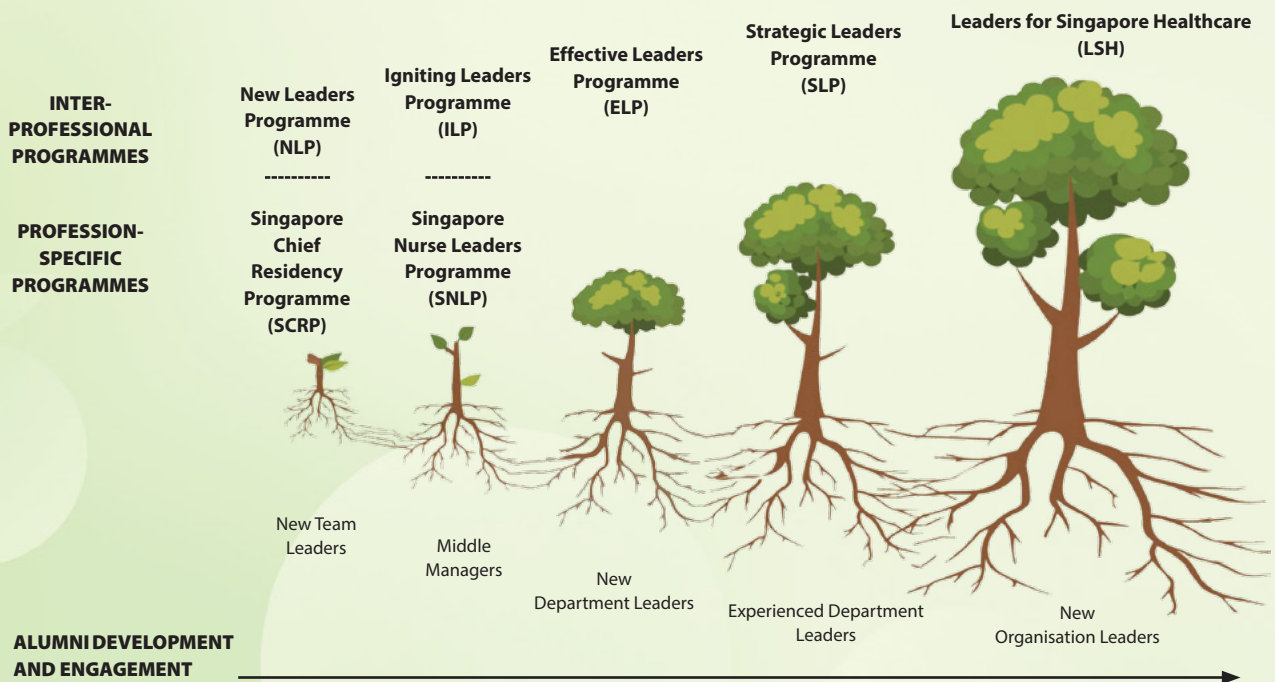 INTER-
PROFESSIONAL
PROGRAMMES
New Leaders
Programme
(NLP)
----------
Igniting Leaders
Programme
(ILP)
----------
Effective Leaders
Programme
(ELP)
Strategic Leaders
Programme
(SLP)
Leaders for Singapore Healthcare
(LSH)
PROFESSION-
SPECIFIC
PROGRAMMES
Singapore
Chief
Residency
Programme
(SCRP)
Singapore
Nurse Leaders
Programme
(SNLP)
New Team
Leaders
Middle
Managers
New
Department Leaders
Experienced Department
Leaders
New
Organisation Leaders
ALUMNI DEVELOPMENT
AND ENGAGEMENT